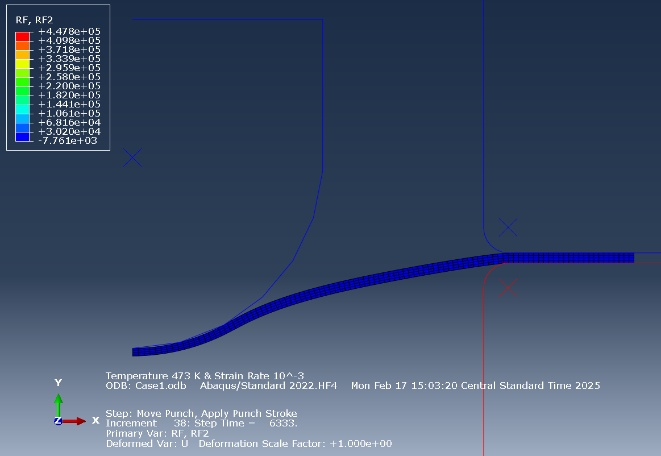 RF, RF2
+4.478e+05
+4.098e+05
+3.718e+05
+3.339e+05
+2.959e+05
+2.580e+05
+2.200e+05
+1.820e+05
+1.441e+05
+1.061e+05
+6.816e+04
+3.020e+04
-7.761e+03
Temperature 473 K & Strain Rate 10^-3
ODB: Case1.odb Abaqus/Standard 2022.HF4 Mon Feb 17 15:03:20 Central Standard Time 2025
Y
Z X
Step: Move Punch, Apply Punch Stroke
Increment 38: Step Time = 6333.
Primary Var: RF, RF2
Deformed Var: U Deformation Scale Factor: +1.000e+00